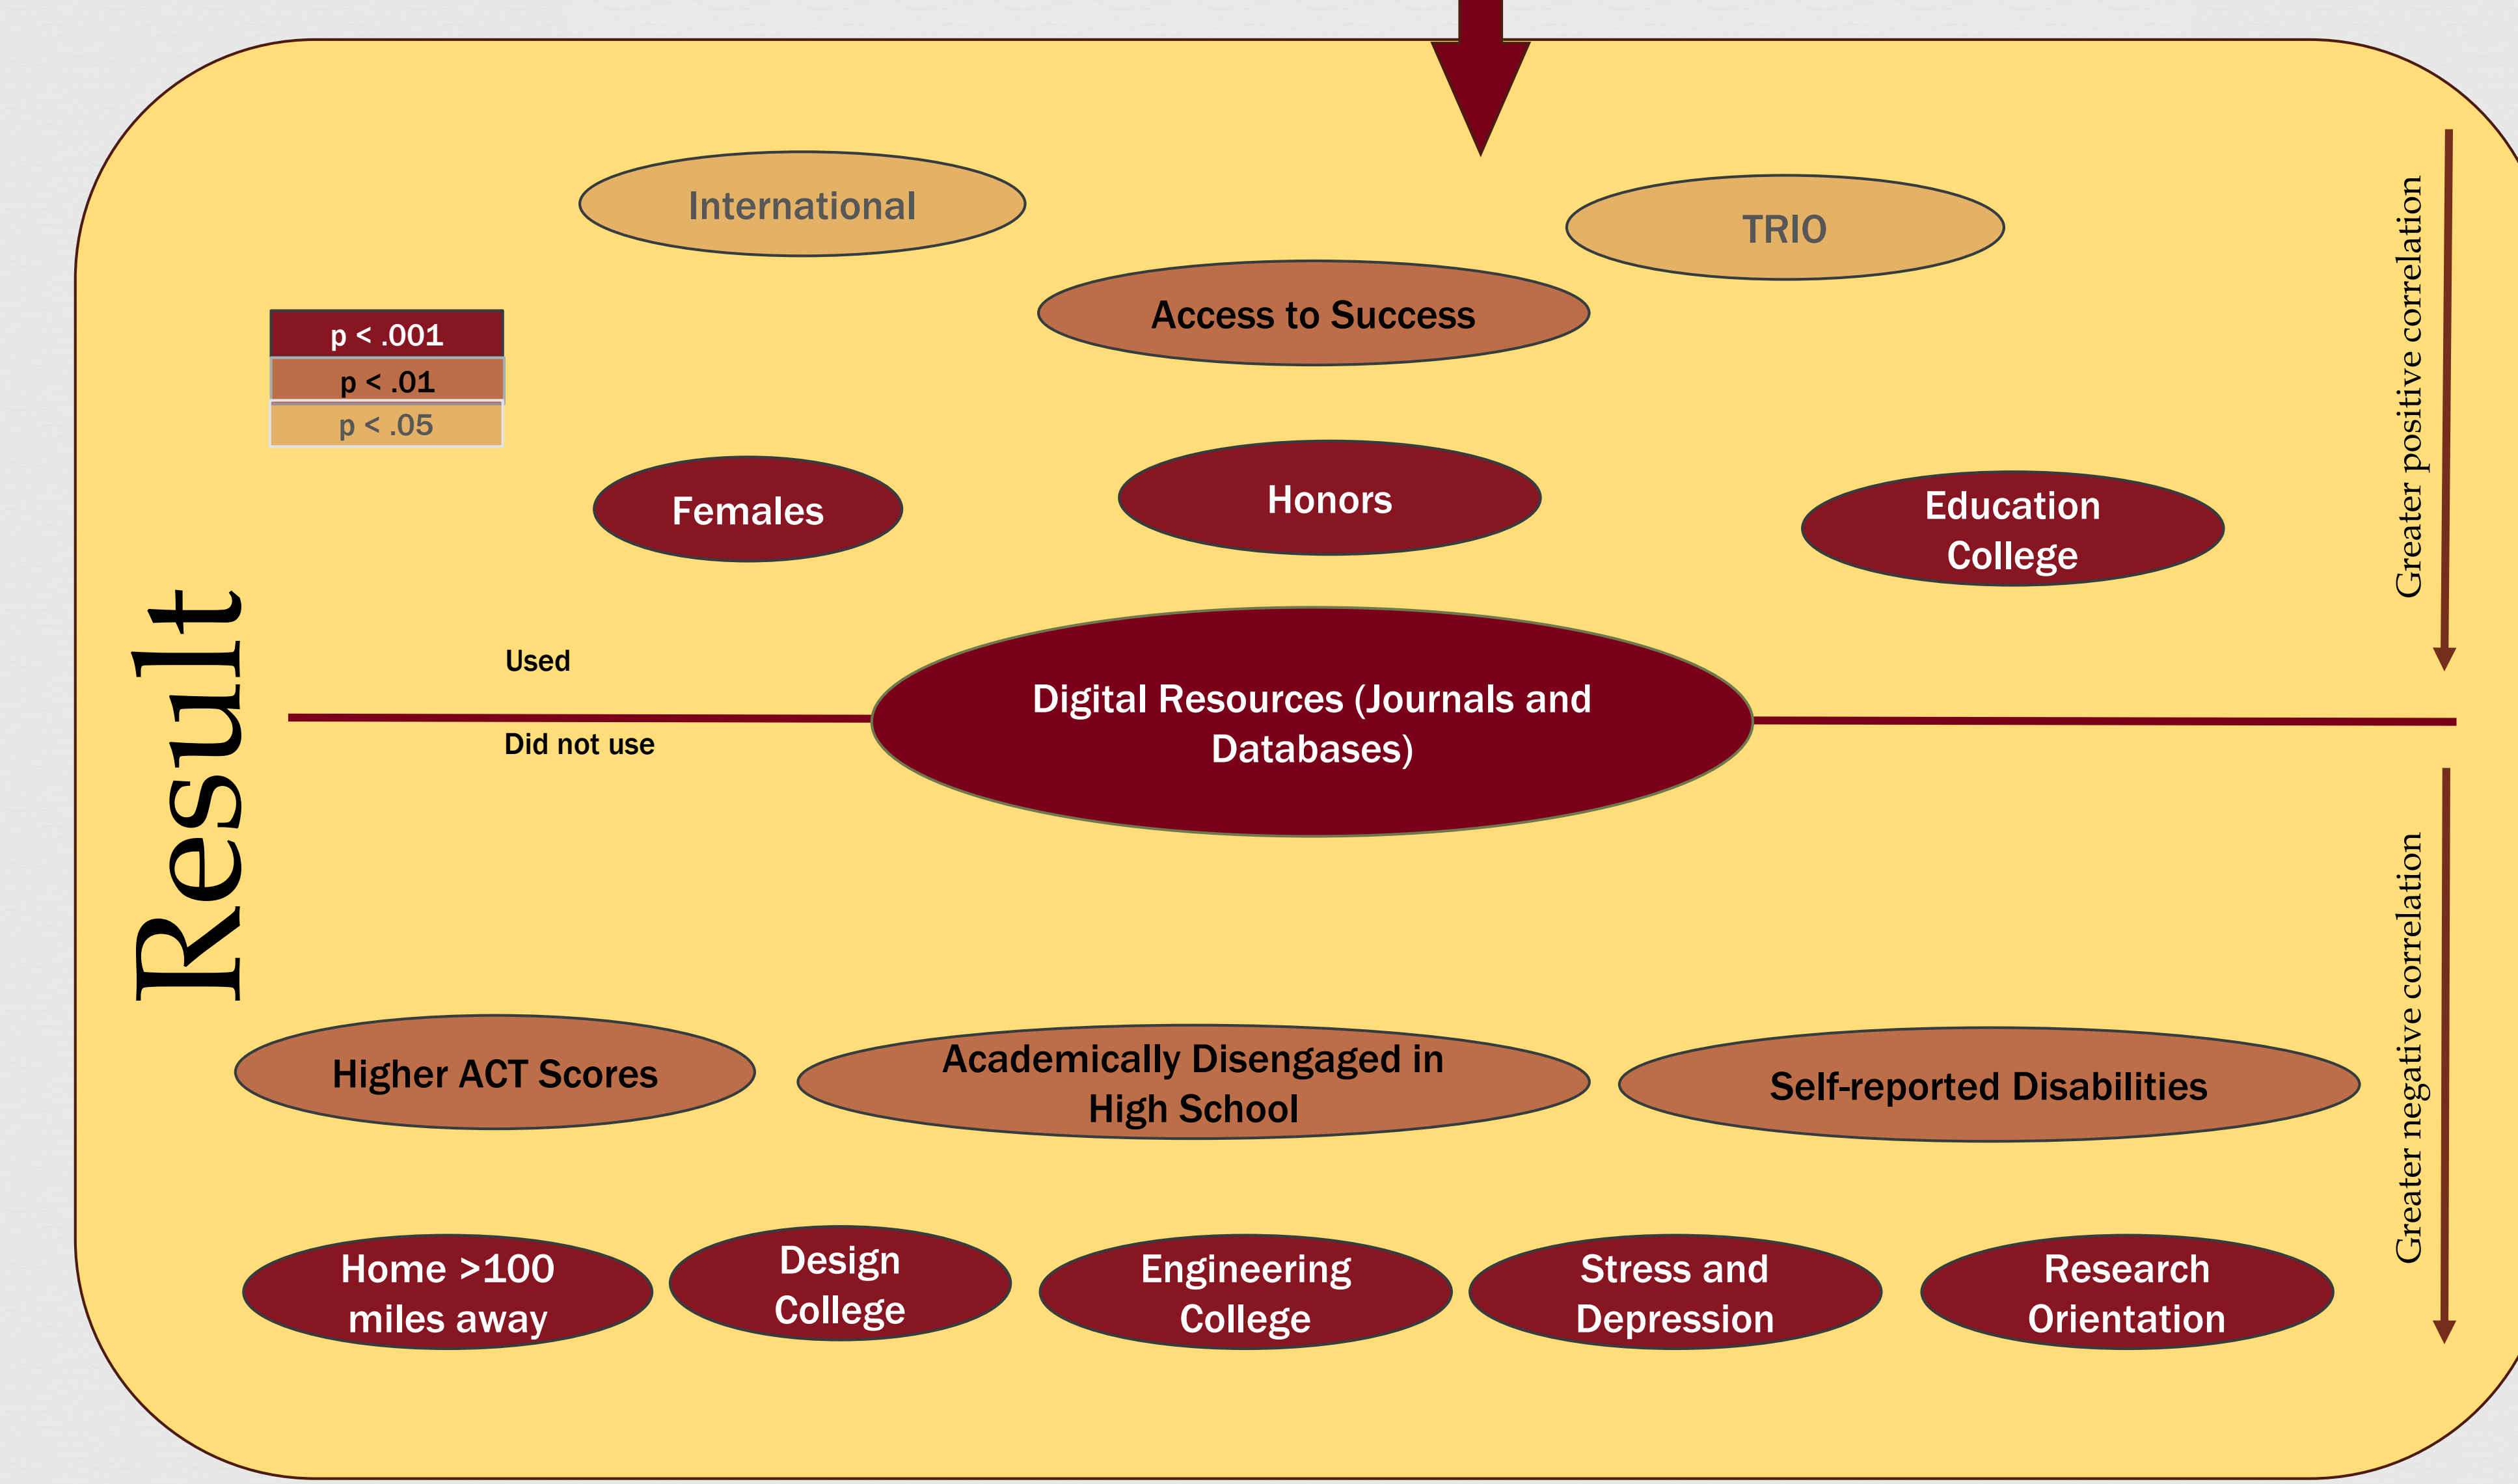 International
TRIO
Access to Success
p < .001
p < .01
p < .05
Females
Honors
Education
College
Greater positive correlation
Result
Used
Did not use
Digital Resources (Journals and
Databases)
Greater negative correlation
Higher ACT Scores
Academically Disengaged in
High School
Self-reported Disabilities
Home >100
miles away
Design
College
Engineering
College
Stress and
Depression
Research
Orientation